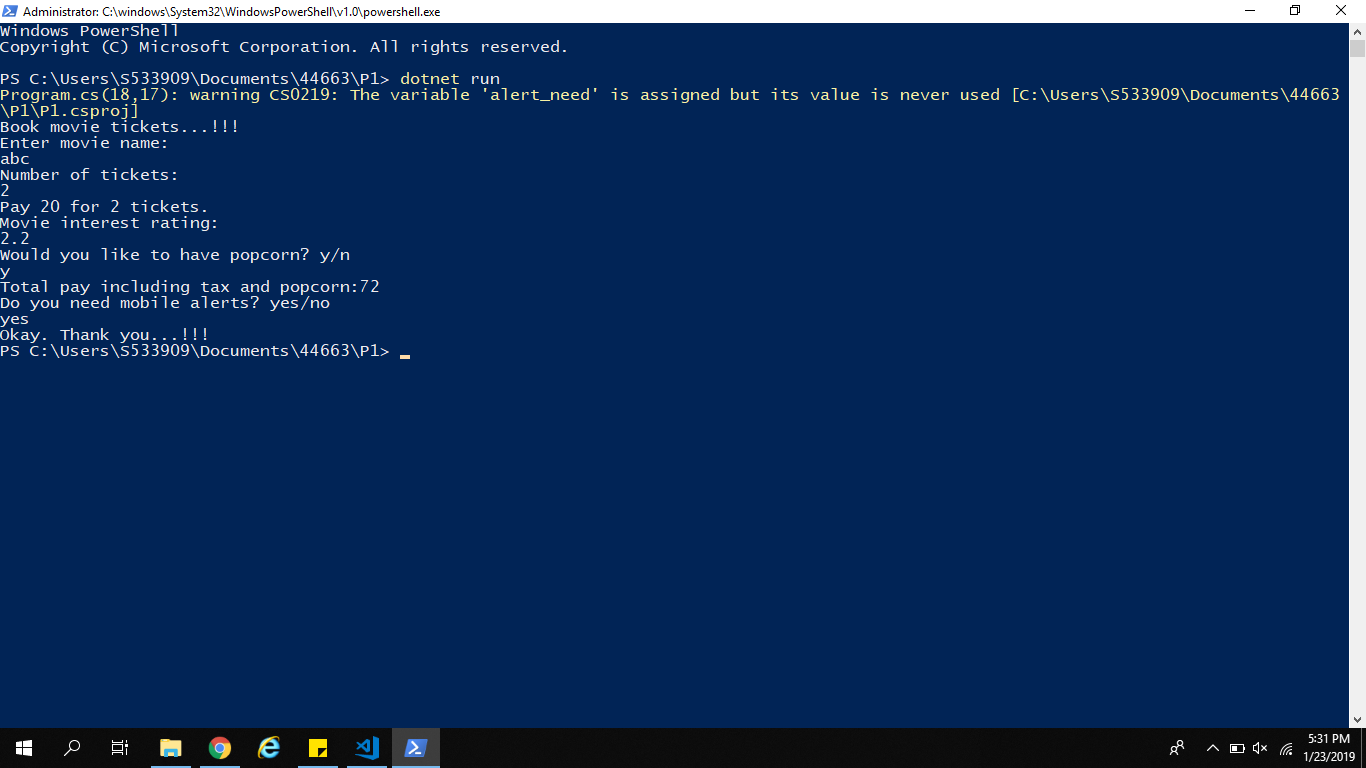 Administrator: C:\windows\System32\WindowsPowerShell\v1.0\powershell.exe
Windows PowerShell
Copyright (C) Microsoft Corporation. All rights reserved.
PS C:\Users\S533909\Documents\44663\P1> dotnet run
Program.cs(18,17): warning CS0219: The variable 'alert_need' is assigned but its value is never used [C:\Users\S533909\Documents\44663
\P1\P1.csproj]
Book movie tickets...!!!
Enter movie name:
abc
Number of tickets:
2
Pay 20 for 2 tickets.
Movie interest rating:
2.2
Would you like to have popcorn? y/n
y
Total pay including tax and popcorn:72
Do you need mobile alerts? yes/no
yes
Okay. Thank you...!!!
PS C:\Users\S533909\Documents\44663\P1>
5:31 PM
1/23/2019